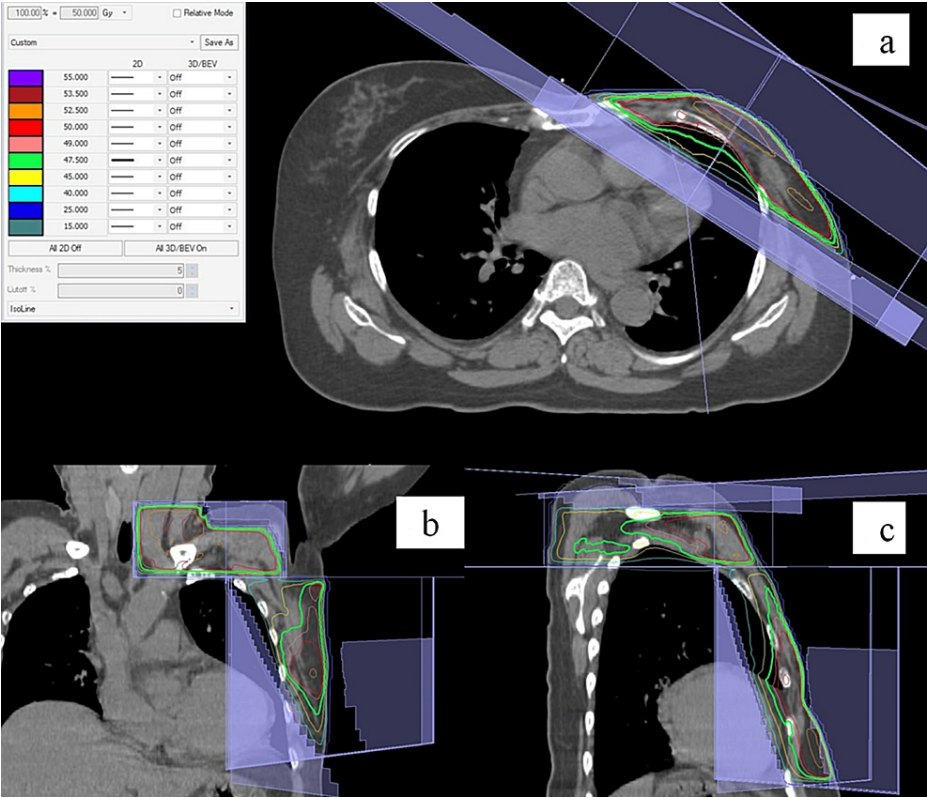 100.00 % = 50.000 Gy Relative Mode
Custom Save As
2D 3D/BEV
55.000 Off
53.500 Off
52.500 Off
50.000 Off
49.000 Off
47.500 Off
45.000 Off
40.000 Off
25.000 Off
15.000 Off
All 2D Off All 3D/BEV On
Thickness % 5
Cutoff % 0
IsoLine
a
b
c